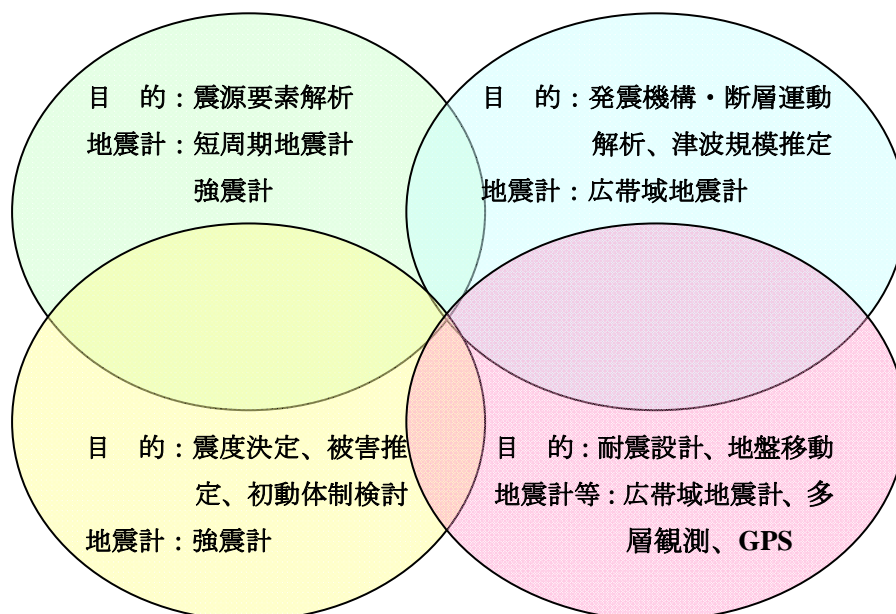 目　的：震源要素解析
地震計：短周期地震計
強震計
目　的：発震機構・断層運動
解析、津波規模推定
地震計：広帯域地震計
目　的：震度決定、被害推
定、初動体制検討
地震計：強震計
目　的：耐震設計、地盤移動
地震計等：広帯域地震計、多
層観測、GPS